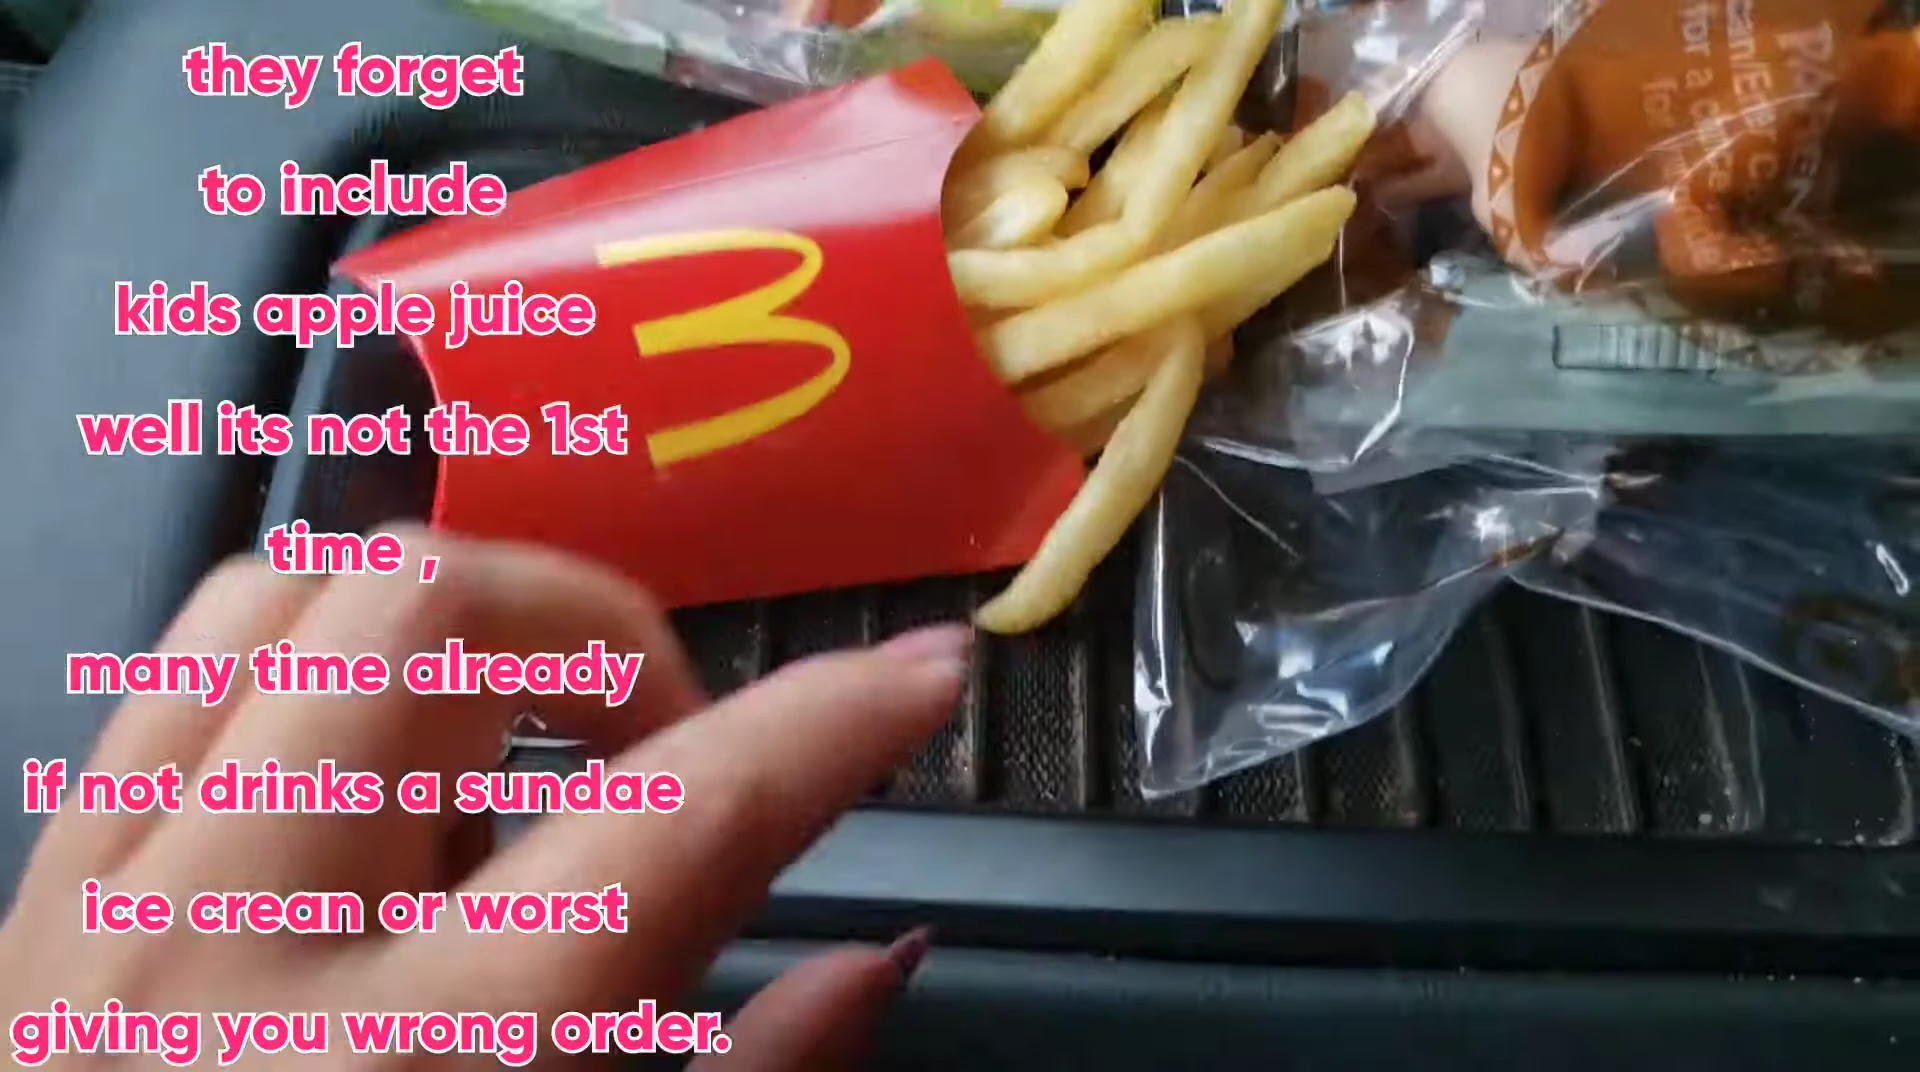 they forget
to include
kids apple juice
well its not the 1st
time ,
many time already
if not drinks a sundae
ice crean or worst
giving you wrong order.
for a